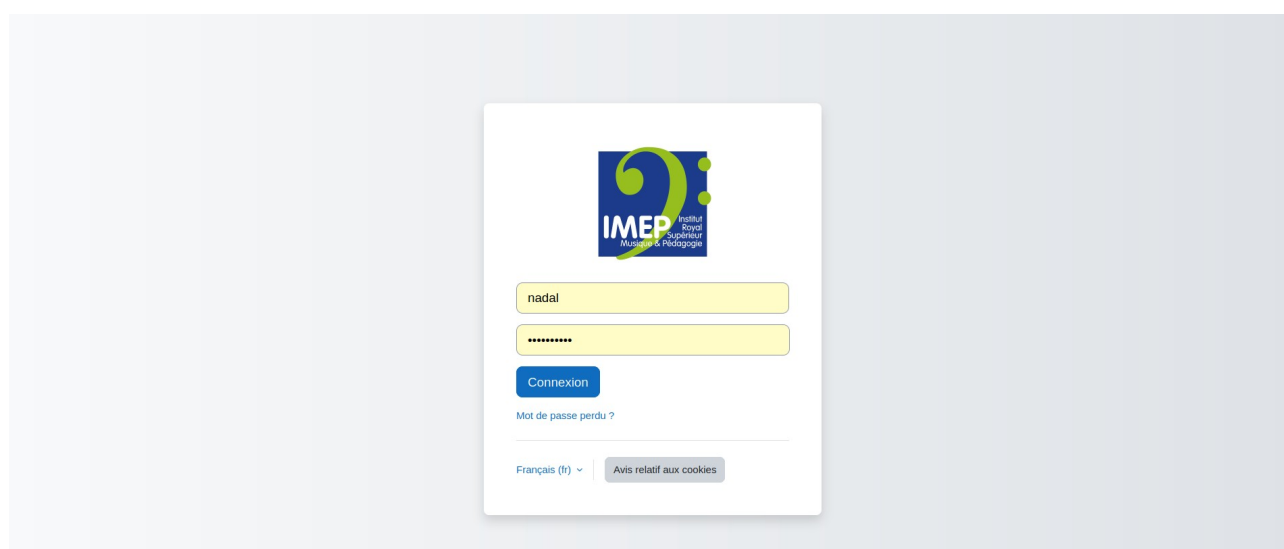 IMEP Institut
Royal
Supérieur
Musique & Pédagogie
nadal
••••••••••
Connexion
Mot de passe perdu ?
Français (fr)
Avis relatif aux cookies